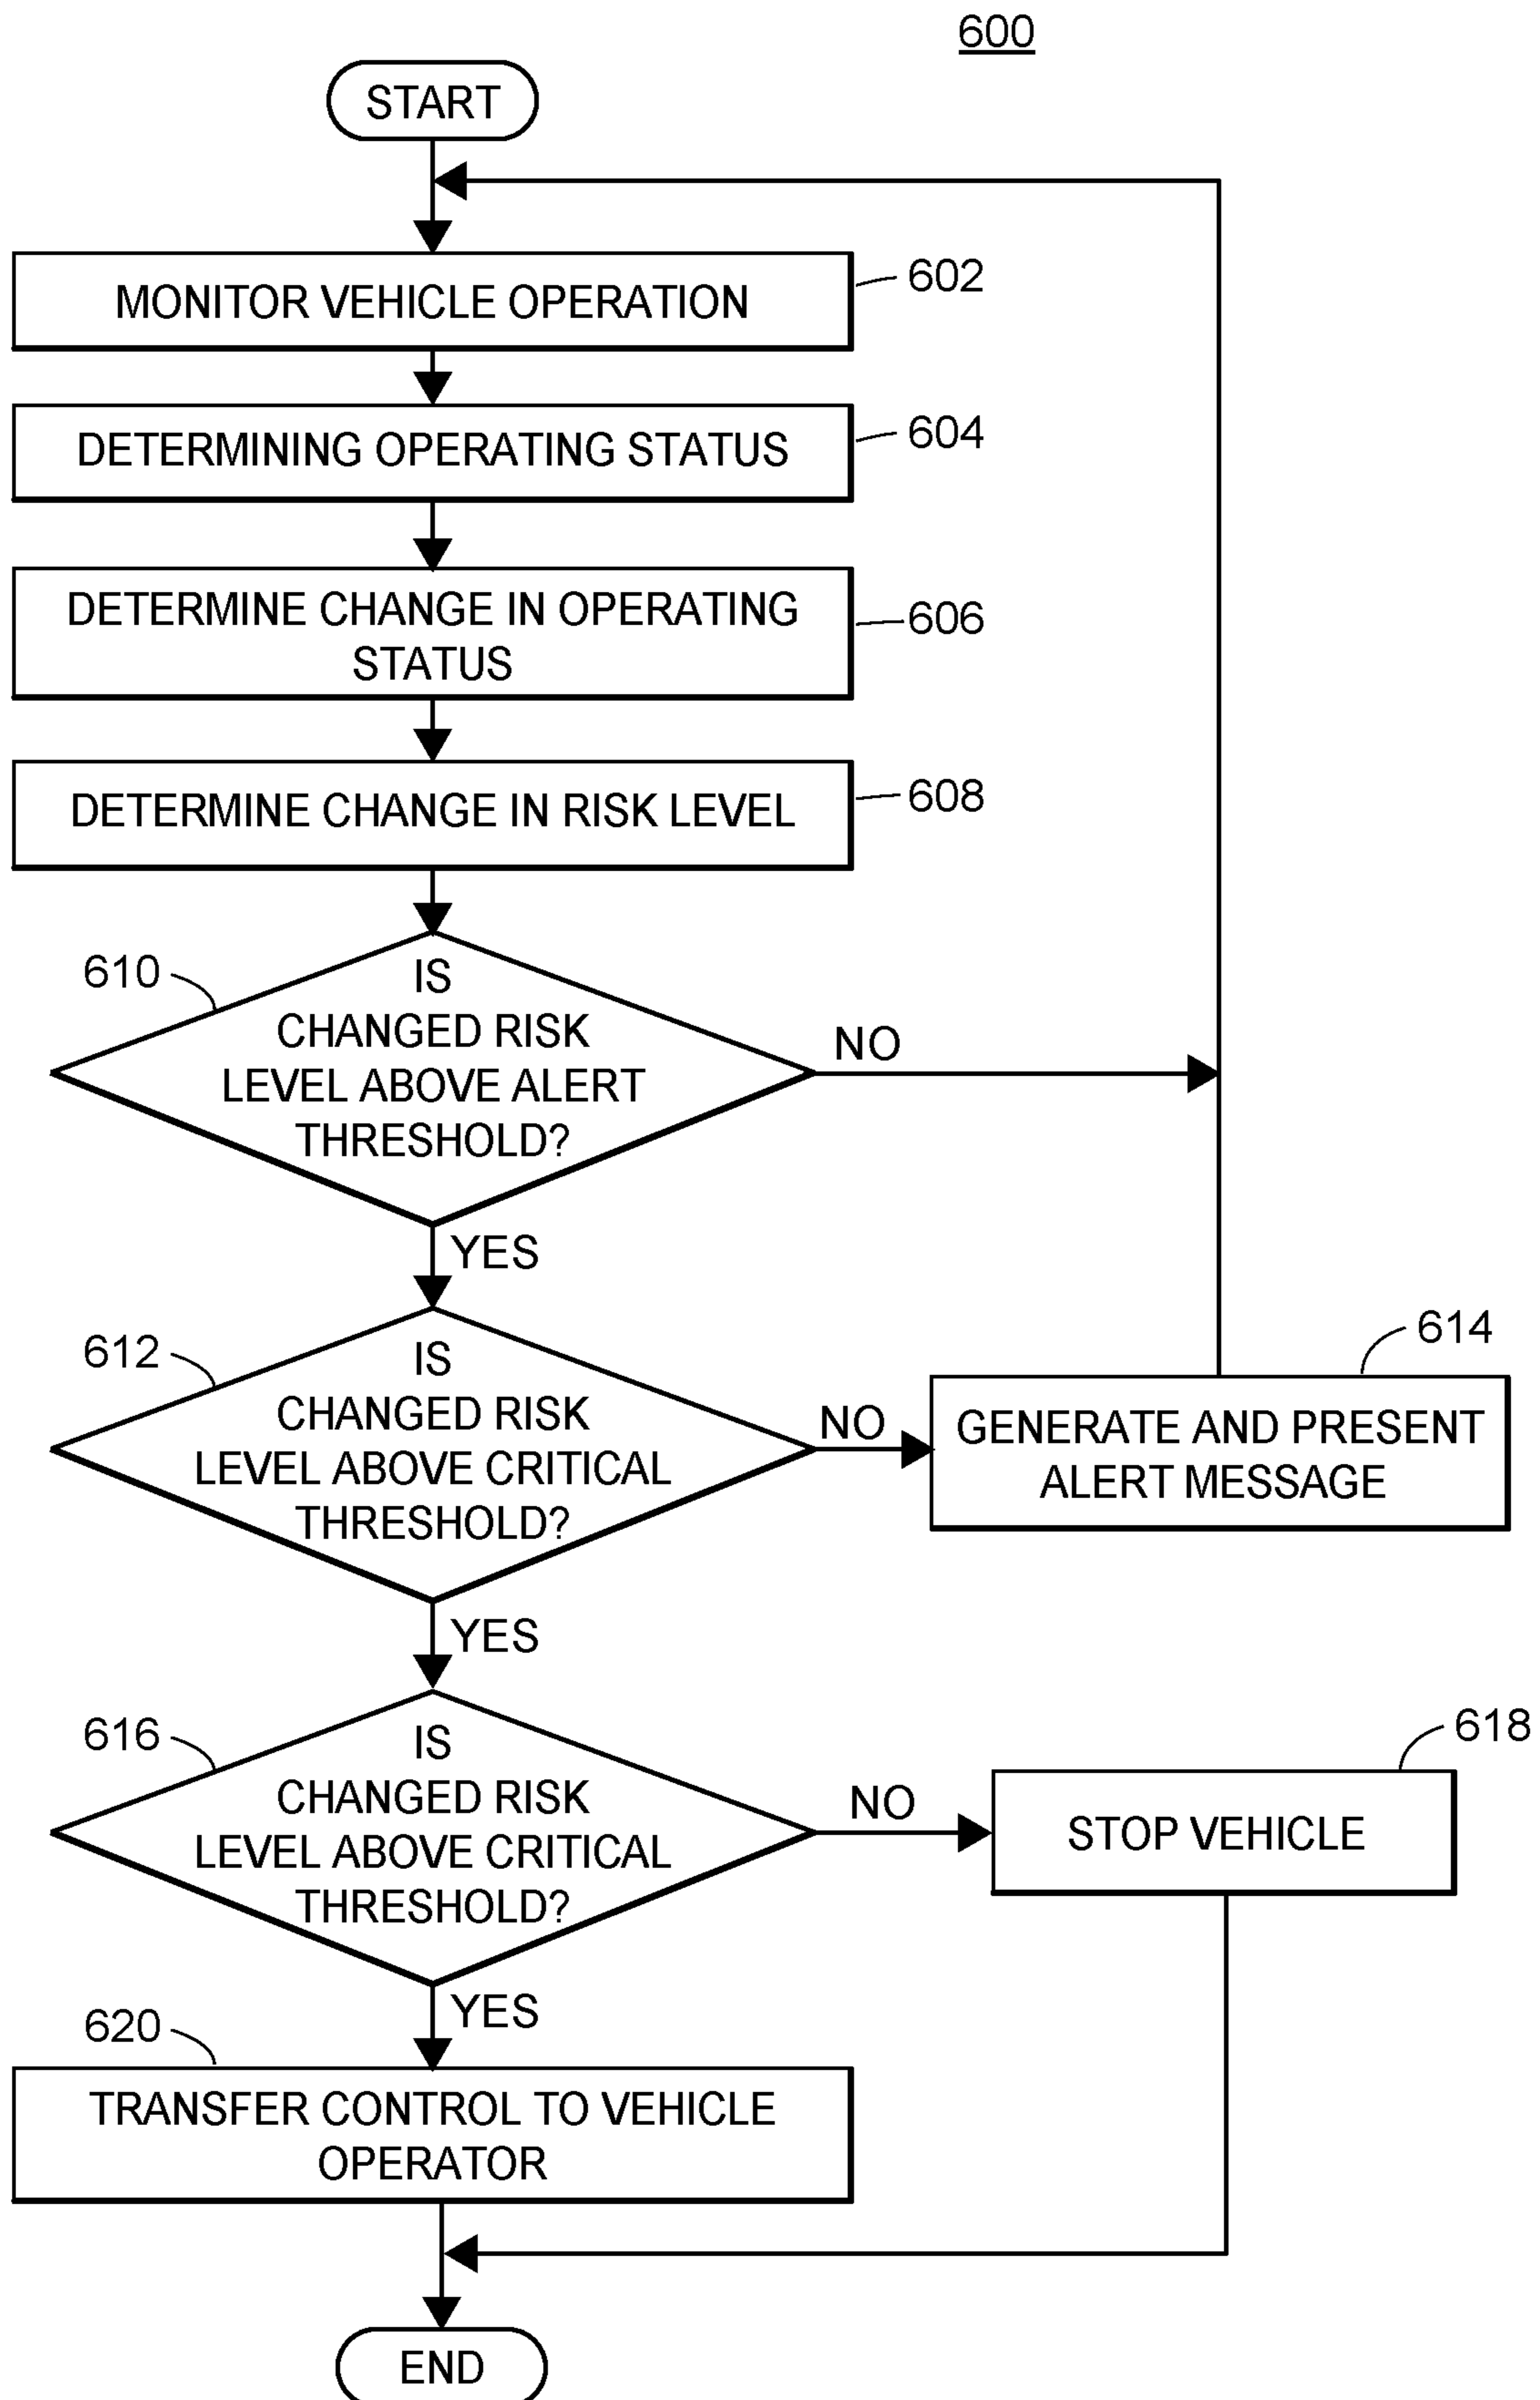 600
START
MONITOR VEHICLE OPERATION
602
DETERMINING OPERATING STATUS
604
DETERMINE CHANGE IN OPERATING
STATUS
606
DETERMINE CHANGE IN RISK LEVEL
608
610
IS
CHANGED RISK
LEVEL ABOVE ALERT
THRESHOLD?
NO
YES
612
IS
CHANGED RISK
LEVEL ABOVE CRITICAL
THRESHOLD?
NO
614
GENERATE AND PRESENT
ALERT MESSAGE
YES
616
IS
CHANGED RISK
LEVEL ABOVE CRITICAL
THRESHOLD?
NO
618
STOP VEHICLE
YES
620
TRANSFER CONTROL TO VEHICLE
OPERATOR
END